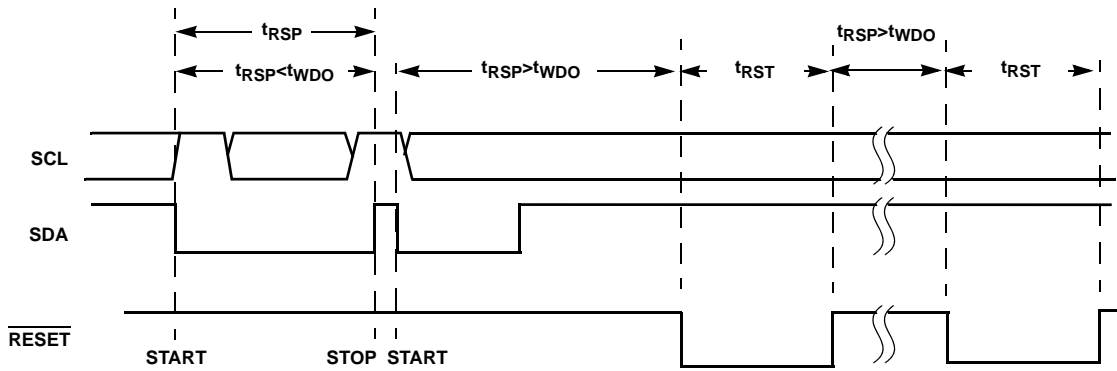 tRSP
tRSP<tWDO
tRSP>tWDO
tRST
tRSP>tWDO
tRST
SCL
SDA
RESET
START
STOP
START